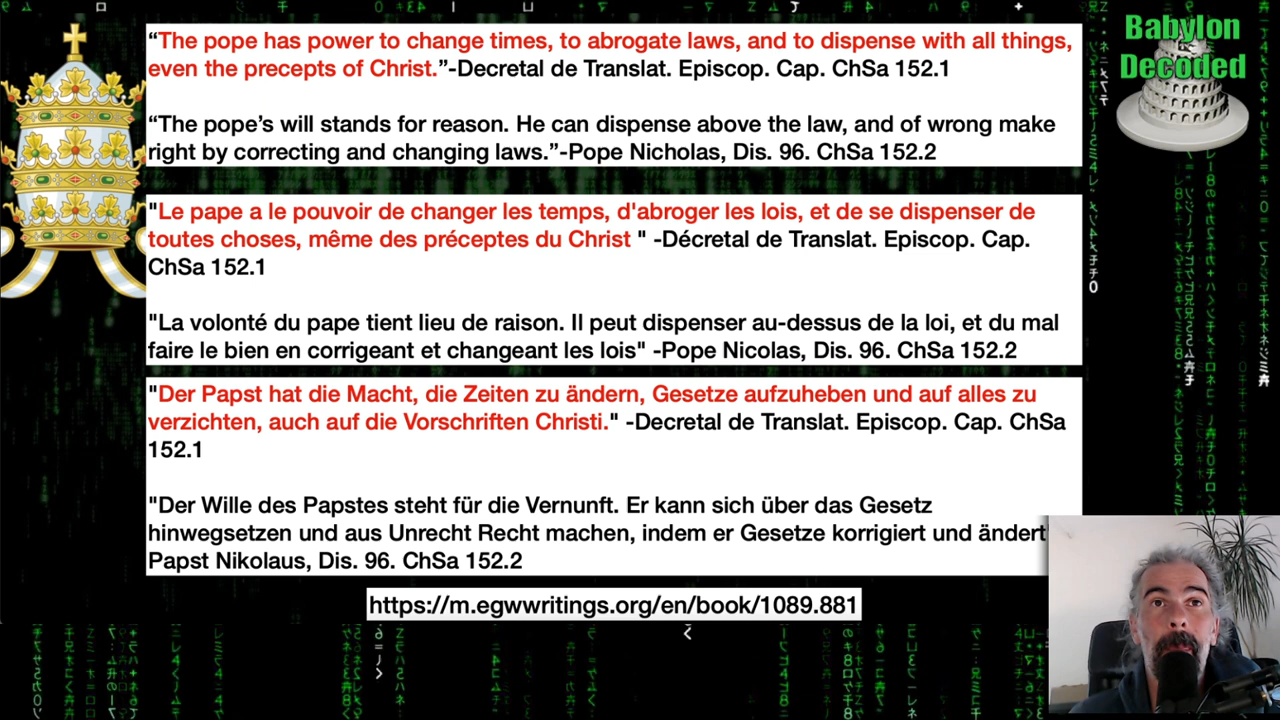 “The pope has power to change times, to abrogate laws, and to dispense with all things,
even the precepts of Christ.”-Decretal de Translat. Episcop. Cap. ChSa 152.1
“The pope’s will stands for reason. He can dispense above the law, and of wrong make
right by correcting and changing laws.”-Pope Nicholas, Dis. 96. ChSa 152.2
"Le pape a le pouvoir de changer les temps, d'abroger les lois, et de se dispenser de
toutes choses, même des préceptes du Christ " -Décretal de Translat. Episcop. Cap.
ChSa 152.1
"La volonté du pape tient lieu de raison. Il peut dispenser au-dessus de la loi, et du mal
faire le bien en corrigeant et changeant les lois" -Pope Nicolas, Dis. 96. ChSa 152.2
"Der Papst hat die Macht, die Zeiten zu ändern, Gesetze aufzuheben und auf alles zu
verzichten, auch auf die Vorschriften Christi." -Decretal de Translat. Episcop. Cap. ChSa
152.1
"Der Wille des Papstes steht für die Vernunft. Er kann sich über das Gesetz
hinwegsetzen und aus Unrecht Recht machen, indem er Gesetze korrigiert und ändert"
Papst Nikolaus, Dis. 96. ChSa 152.2
https://m.egwwritings.org/en/book/1089.881
Babylon
Decoded